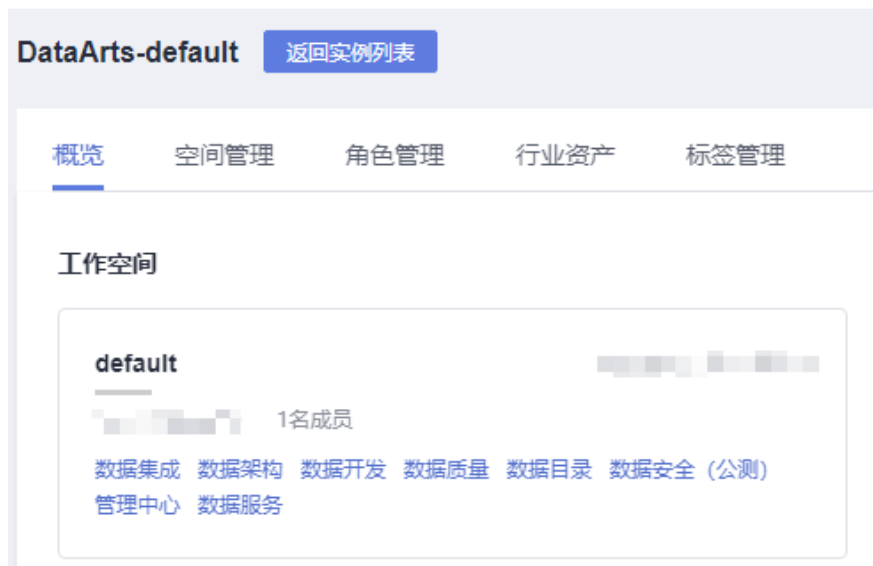 DataArts-default 返回实例列表
概览 空间管理 角色管理 行业资产 标签管理
工作空间
default
1名成员
数据集成 数据架构 数据开发 数据质量 数据目录 数据安全（公测）
管理中心 数据服务